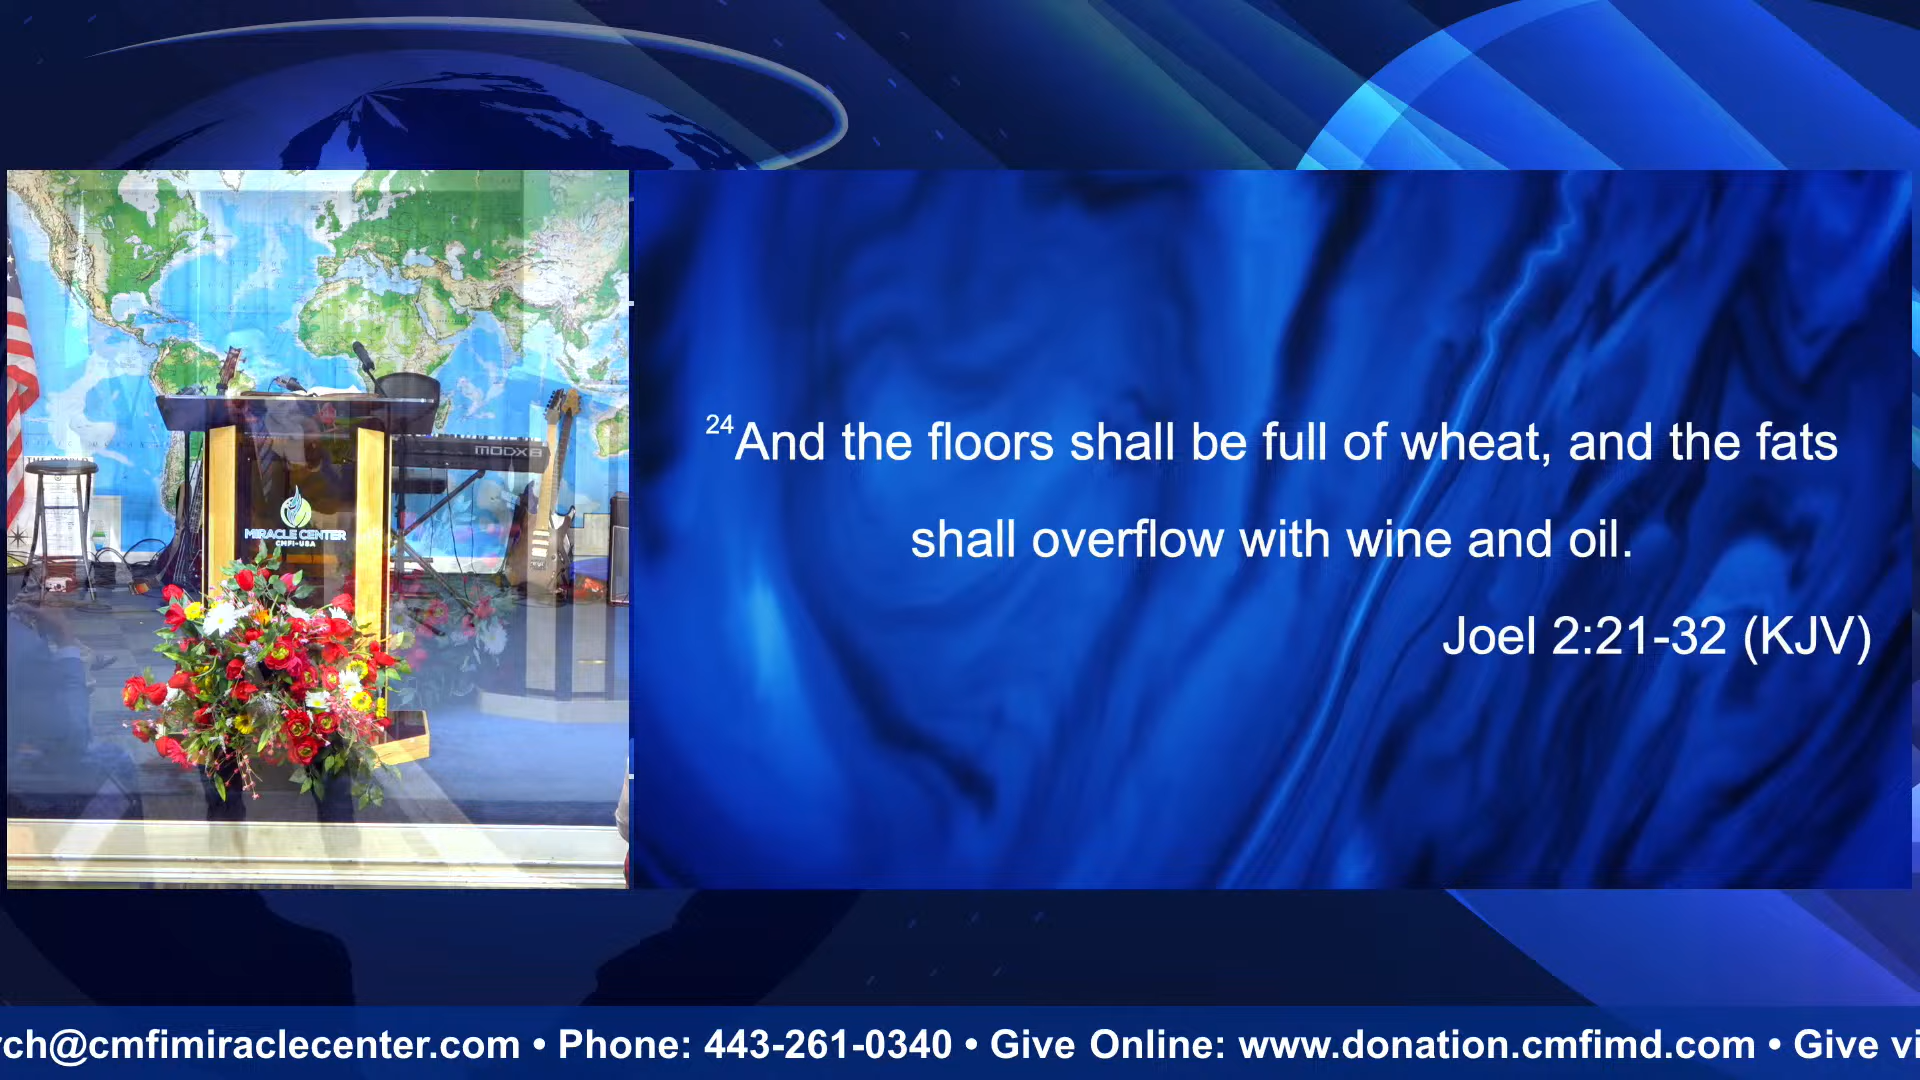 MODX8
MIRACLE CENTER
CMFI-USA
24And the floors shall be full of wheat, and the fats
shall overflow with wine and oil.
Joel 2:21-32 (KJV)
rch@cmfimiraclecenter.com • Phone: 443-261-0340 • Give Online: www.donation.cmfimd.com • Give vi